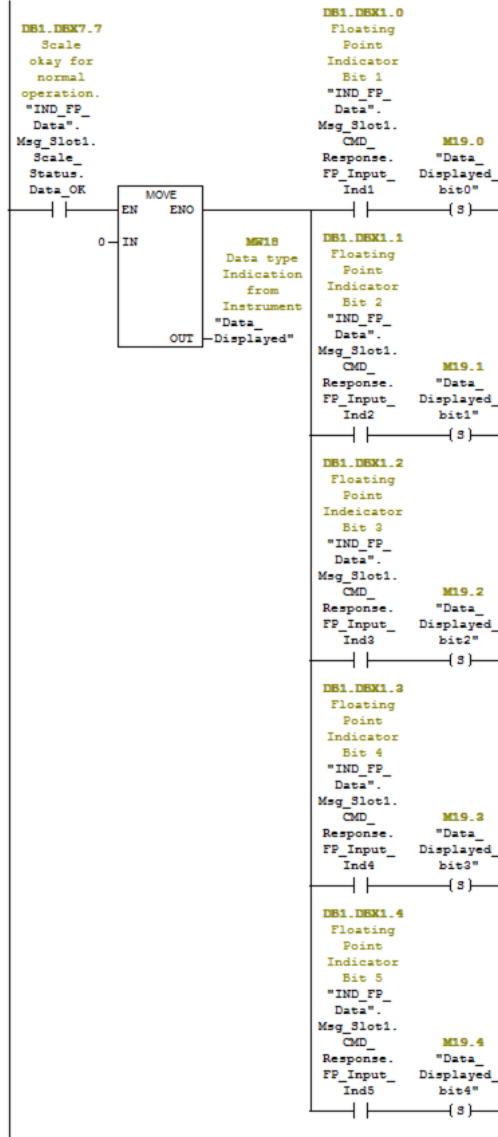 DB1.DBX7.7
Scale
okay for
normal
operation.
"IND_FP_
Data".
Msg_Slot1.
Scale_
Status.
Data_OK
MOVE
EN ENO
0 IN
OUT
MW18
Data type
Indication
from
Instrument
"Data_
Displayed"
DB1.DBX1.0
Floating
Point
Indicator
Bit 1
"IND_FP_
Data".
Msg_Slot1.
CMD_
Response.
FP_Input_
Ind1
M19.0
"Data_
Displayed_
bit0"
(S)
DB1.DBX1.1
Floating
Point
Indicator
Bit 2
"IND_FP_
Data".
Msg_Slot1.
CMD_
Response.
FP_Input_
Ind2
M19.1
"Data_
Displayed_
bit1"
(S)
DB1.DBX1.2
Floating
Point
Indeicator
Bit 3
"IND_FP_
Data".
Msg_Slot1.
CMD_
Response.
FP_Input_
Ind3
M19.2
"Data_
Displayed_
bit2"
(S)
DB1.DBX1.3
Floating
Point
Indicator
Bit 4
"IND_FP_
Data".
Msg_Slot1.
CMD_
Response.
FP_Input_
Ind4
M19.3
"Data_
Displayed_
bit3"
(S)
DB1.DBX1.4
Floating
Point
Indicator
Bit 5
"IND_FP_
Data".
Msg_Slot1.
CMD_
Response.
FP_Input_
Ind5
M19.4
"Data_
Displayed_
bit4"
(S)